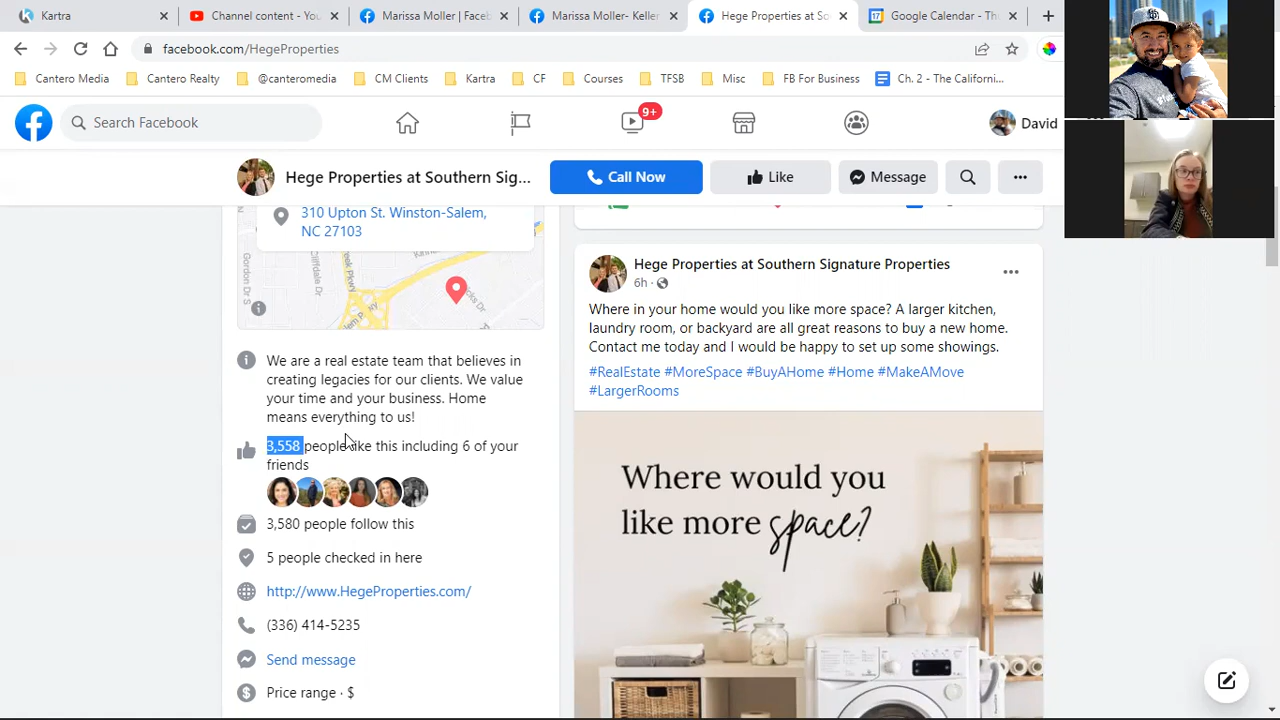 Kartra
Channel content - You
Marissa Moller| Faceb
Marissa Moller- Keller
Hege Properties at So
Google Calendar - Th
facebook.com/HegeProperties
Cantero Media
Cantero Realty
@canteromedia
CM Clients
Kartra
CF
Courses
TFSB
Misc
FB For Business
Ch. 2 - The Californi...
Search Facebook
9+
David
Hege Properties at Southern Sig...
Call Now
Like
Message
310 Upton St. Winston-Salem,
NC 27103
We are a real estate team that believes in
creating legacies for our clients. We value
your time and your business. Home
means everything to us!
3,558 people like this including 6 of your
friends
3,580 people follow this
5 people checked in here
http://www.HegeProperties.com/
(336) 414-5235
Send message
Price range · $
Hege Properties at Southern Signature Properties
6h ·
Where in your home would you like more space? A larger kitchen,
laundry room, or backyard are all great reasons to buy a new home.
Contact me today and I would be happy to set up some showings.
#RealEstate #MoreSpace #BuyAHome #Home #MakeAMove
#LargerRooms
Where would you
like more space?